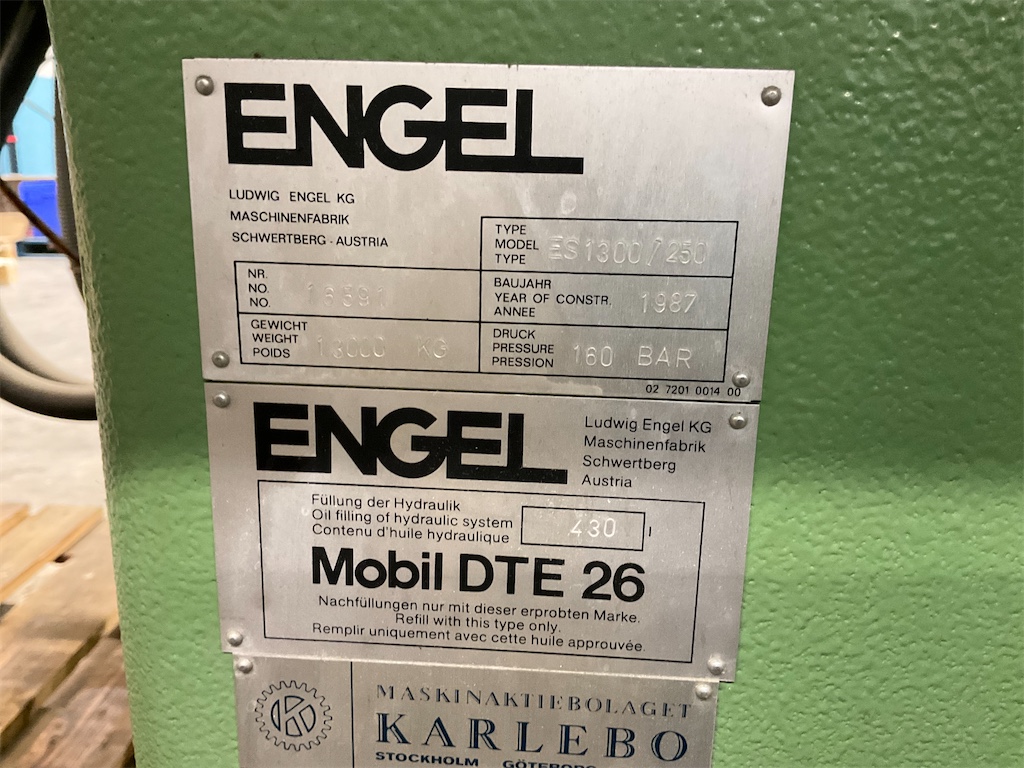 ENGEL
LUDWIG ENGEL KG
MASCHINENFABRIK
SCHWERTBERG - AUSTRIA
TYPE
MODEL
TYPE
ES 1300/250
NR.
NO.
NO.
16591
BAUJAHR
YEAR OF CONSTR.
ANNEE
1987
GEWICHT
WEIGHT
POIDS
13000 KG
DRUCK
PRESSURE
PRESSION
160 BAR
02 7201 0014 00
ENGEL
Ludwig Engel KG
Maschinenfabrik
Schwertberg
Austria
Füllung der Hydraulik
Oil filling of hydraulic system
Contenu d'huile hydraulique
430 l
Mobil DTE 26
Nachfüllungen nur mit dieser erprobten Marke.
Refill with this type only.
Remplir uniquement avec cette huile approuvée.
MASKINAKTIEBOLAGET
KARLEBO
STOCKHOLM GÖTEBORG